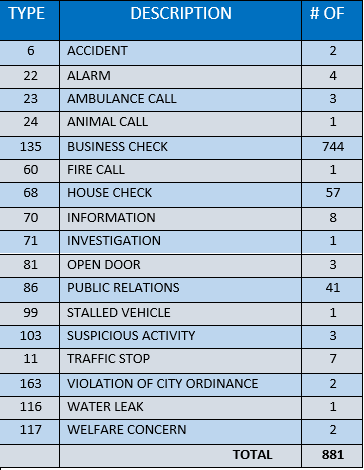 TYPE DESCRIPTION # OF
6 ACCIDENT 2
22 ALARM 4
23 AMBULANCE CALL 3
24 ANIMAL CALL 1
135 BUSINESS CHECK 744
60 FIRE CALL 1
68 HOUSE CHECK 57
70 INFORMATION 8
71 INVESTIGATION 1
81 OPEN DOOR 3
86 PUBLIC RELATIONS 41
99 STALLED VEHICLE 1
103 SUSPICIOUS ACTIVITY 3
11 TRAFFIC STOP 7
163 VIOLATION OF CITY ORDINANCE 2
116 WATER LEAK 1
117 WELFARE CONCERN 2
TOTAL 881